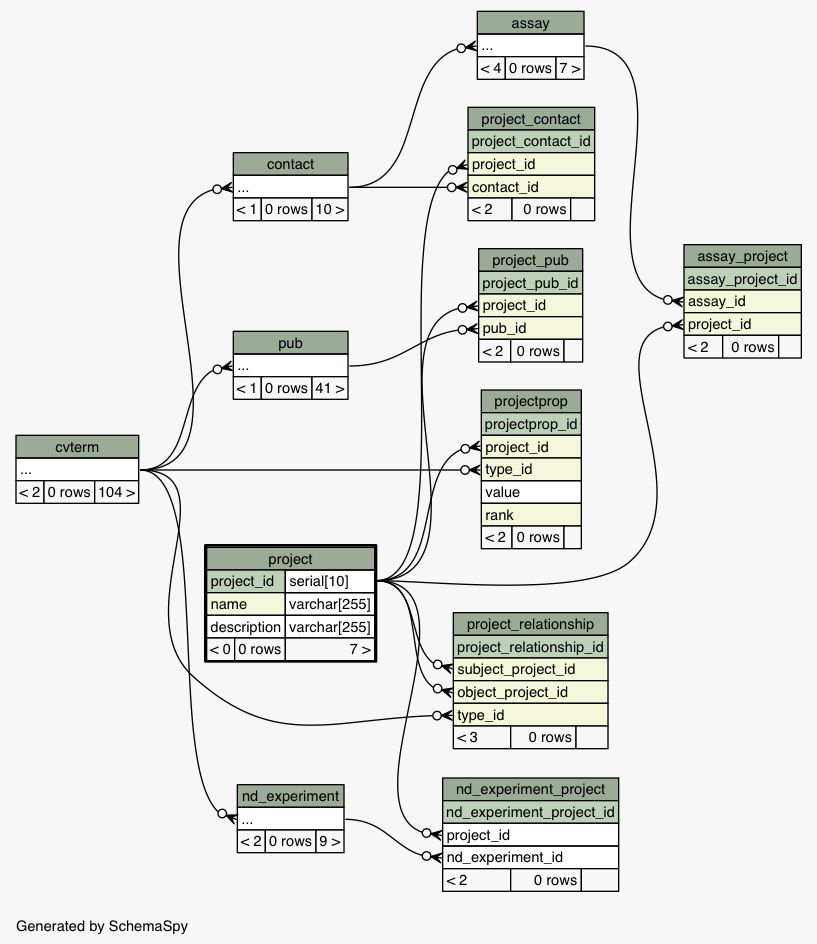 assay
...
< 4 0 rows 7 >
project_contact
project_contact_id
project_id
contact_id
< 2 0 rows
contact
...
< 1 0 rows 10 >
project_pub
project_pub_id
project_id
pub_id
< 2 0 rows
assay_project
assay_project_id
assay_id
project_id
< 2 0 rows
pub
...
< 1 0 rows 41 >
projectprop
projectprop_id
project_id
type_id
value
rank
< 2 0 rows
cvterm
...
< 2 0 rows 104 >
project
project_id serial[10]
name varchar[255]
description varchar[255]
< 0 0 rows 7 >
project_relationship
project_relationship_id
subject_project_id
object_project_id
type_id
< 3 0 rows
nd_experiment
...
< 2 0 rows 9 >
nd_experiment_project
nd_experiment_project_id
project_id
nd_experiment_id
< 2 0 rows
Generated by SchemaSpy